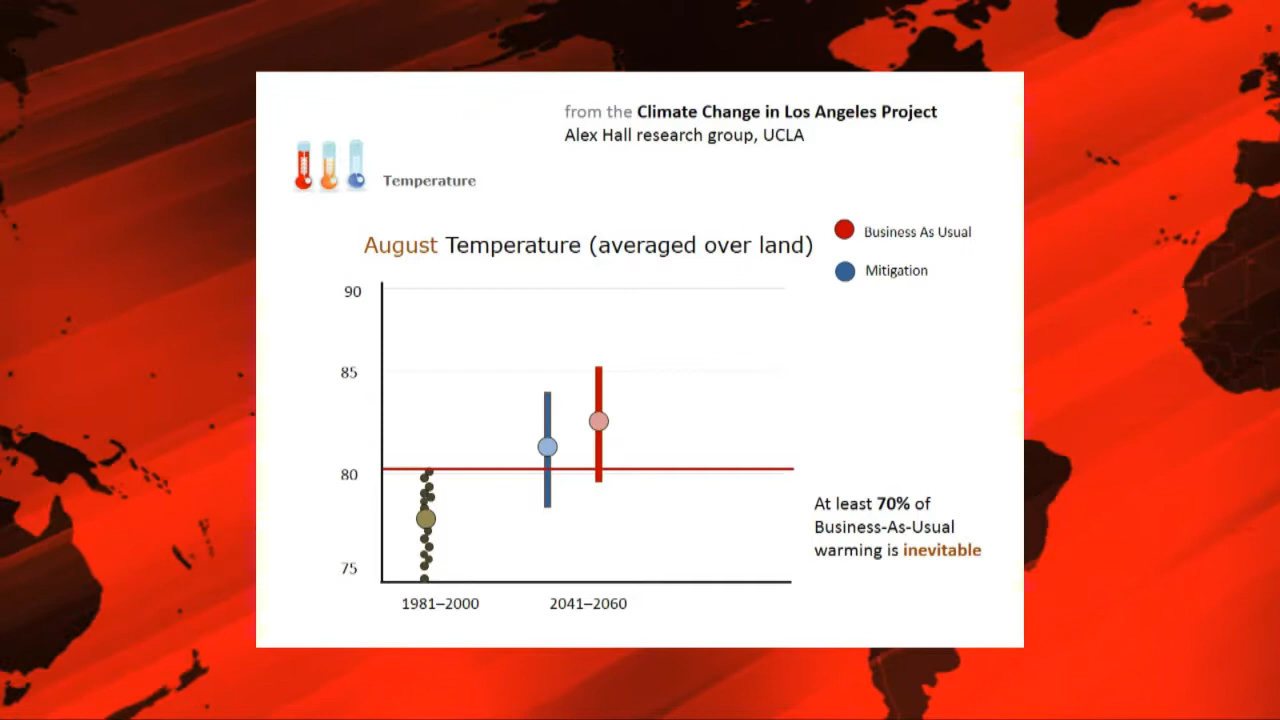 from the Climate Change in Los Angeles Project
Alex Hall research group, UCLA
Temperature
August Temperature (averaged over land)
Business As Usual
Mitigation
90
85
80
75
1981–2000
2041–2060
At least 70% of
Business-As-Usual
warming is inevitable